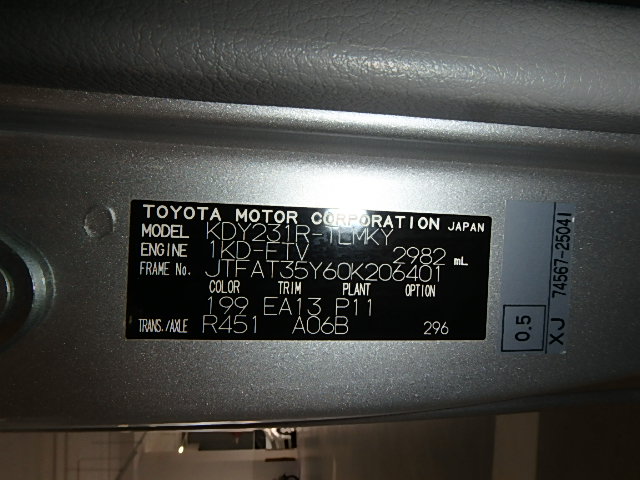 TOYOTA MOTOR CORPORATION JAPAN
MODEL KDY231R-TLMKY
ENGINE 1KD-FTV 2982 mL
FRAME No. JTFAT35Y60K206401
COLOR TRIM PLANT OPTION
199 EA13 P11
TRANS./AXLE R451 A06B 296
0.5
XJ 74567-25041